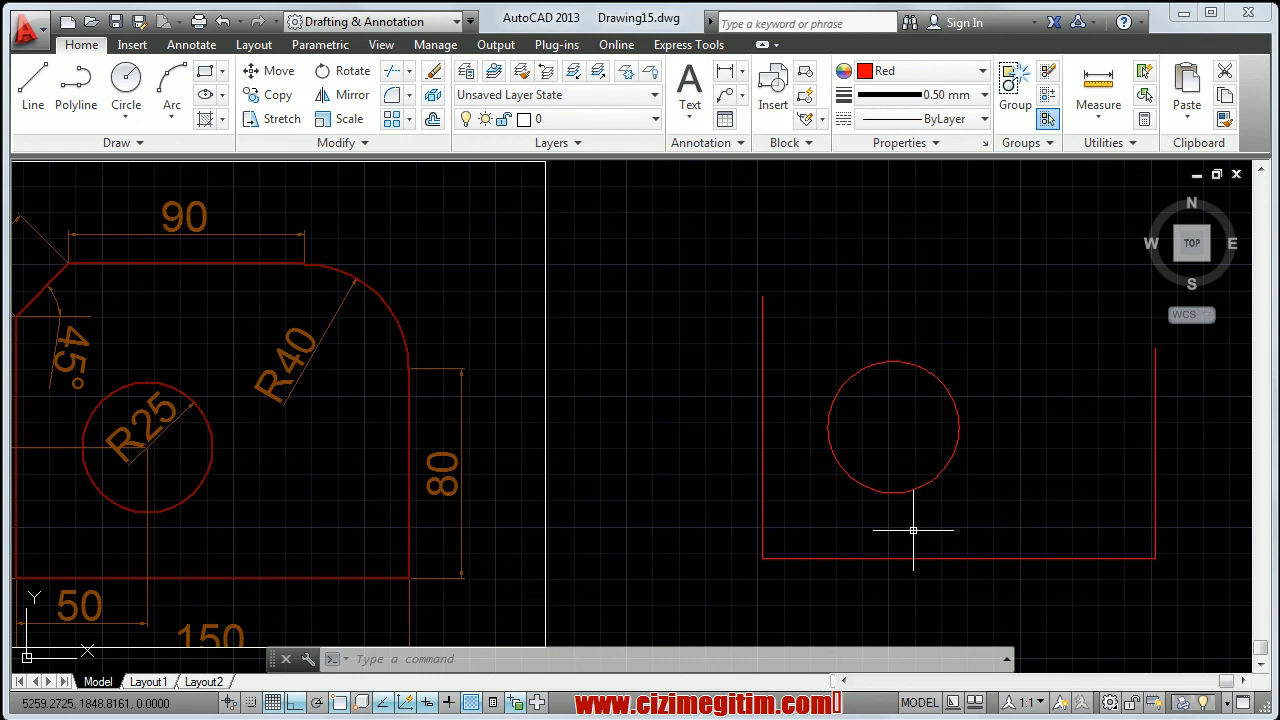 AutoCAD 2013 Drawing15.dwg
Drafting & Annotation
Type a keyword or phrase
Sign In
Home Insert Annotate Layout Parametric View Manage Output Plug-ins Online Express Tools
Line Polyline Circle Arc
Move Rotate
Copy Mirror
Stretch Scale
Unsaved Layer State
0
Text
Insert
Red
0.50 mm
ByLayer
Group
Measure
Paste
Draw Modify Layers Annotation Block Properties Groups Utilities Clipboard
90
R40
45°
R25
80
50
150
Y
X
N
W TOP E
S
WCS
Type a command
Model Layout1 Layout2
5259.2725, 1848.8161, 0.0000
www.cizimegitim.com
MODEL
1:1